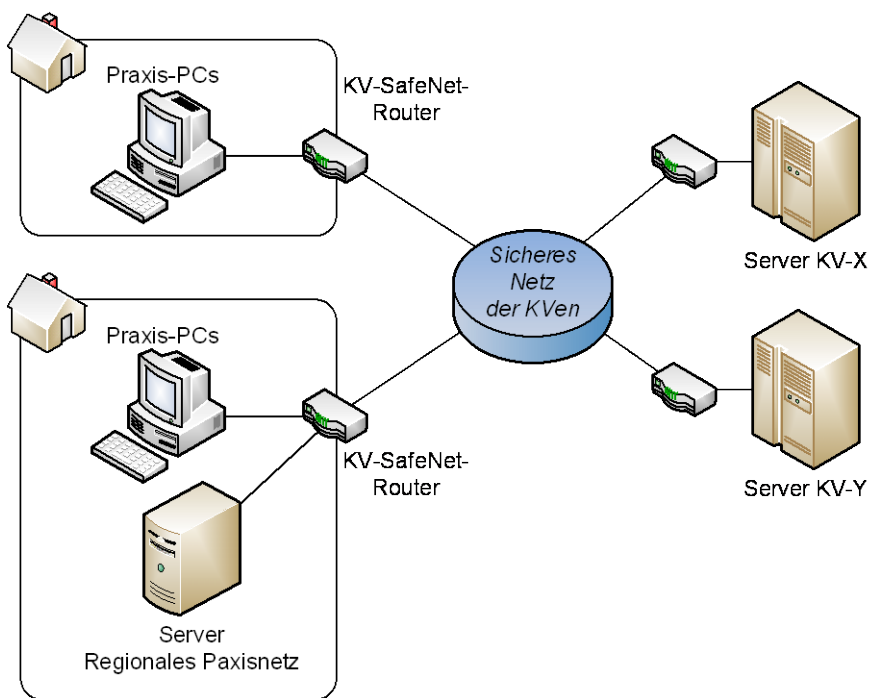 Praxis-PCs
KV-SafeNet-
Router
Server KV-X
Sicheres
Netz
der KVen
Praxis-PCs
KV-SafeNet-
Router
Server KV-Y
Server
Regionales Paxisnetz